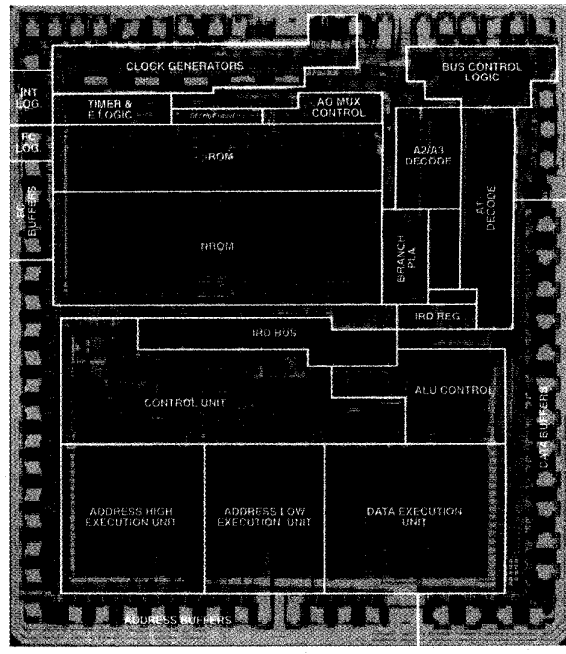 CLOCK GENERATORS
BUS CONTROL
LOGIC
INT
LOG.
TIMER &
E LOGIC
AO MUX
CONTROL
FC
LOG.
A2/A3
DECODE
A1
DECODE
BUFFERS
NROM
BRANCH
PLA
IRD REG
IRD BUS
CONTROL UNIT
ALU CONTROL
DATA BUFFERS
ADDRESS HIGH
EXECUTION UNIT
ADDRESS LOW
EXECUTION UNIT
DATA EXECUTION
UNIT
ADDRESS BUFFERS